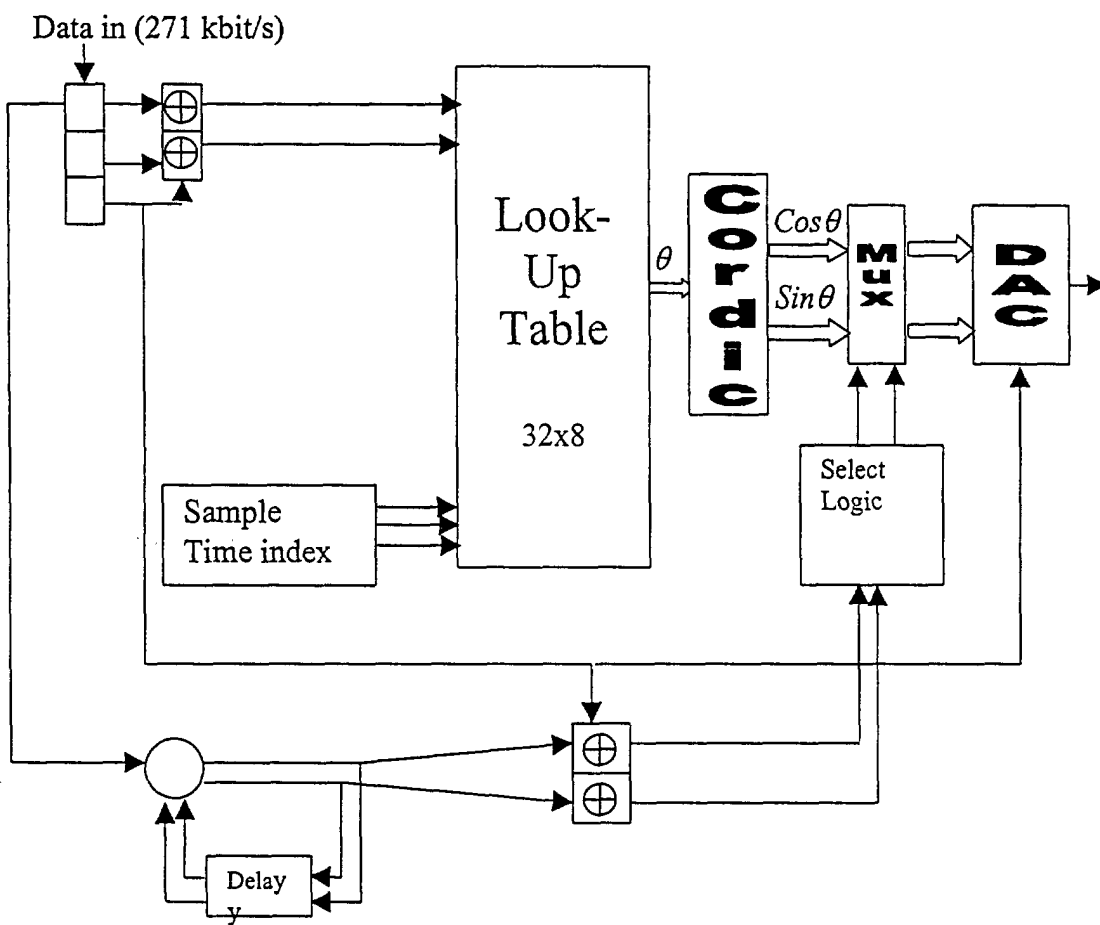 Data in (271 kbit/s)
Look-
Up
Table
32x8
θ
Cordic
Cosθ
Sinθ
Mux
DAC
Sample
Time index
Select
Logic
Delay
y